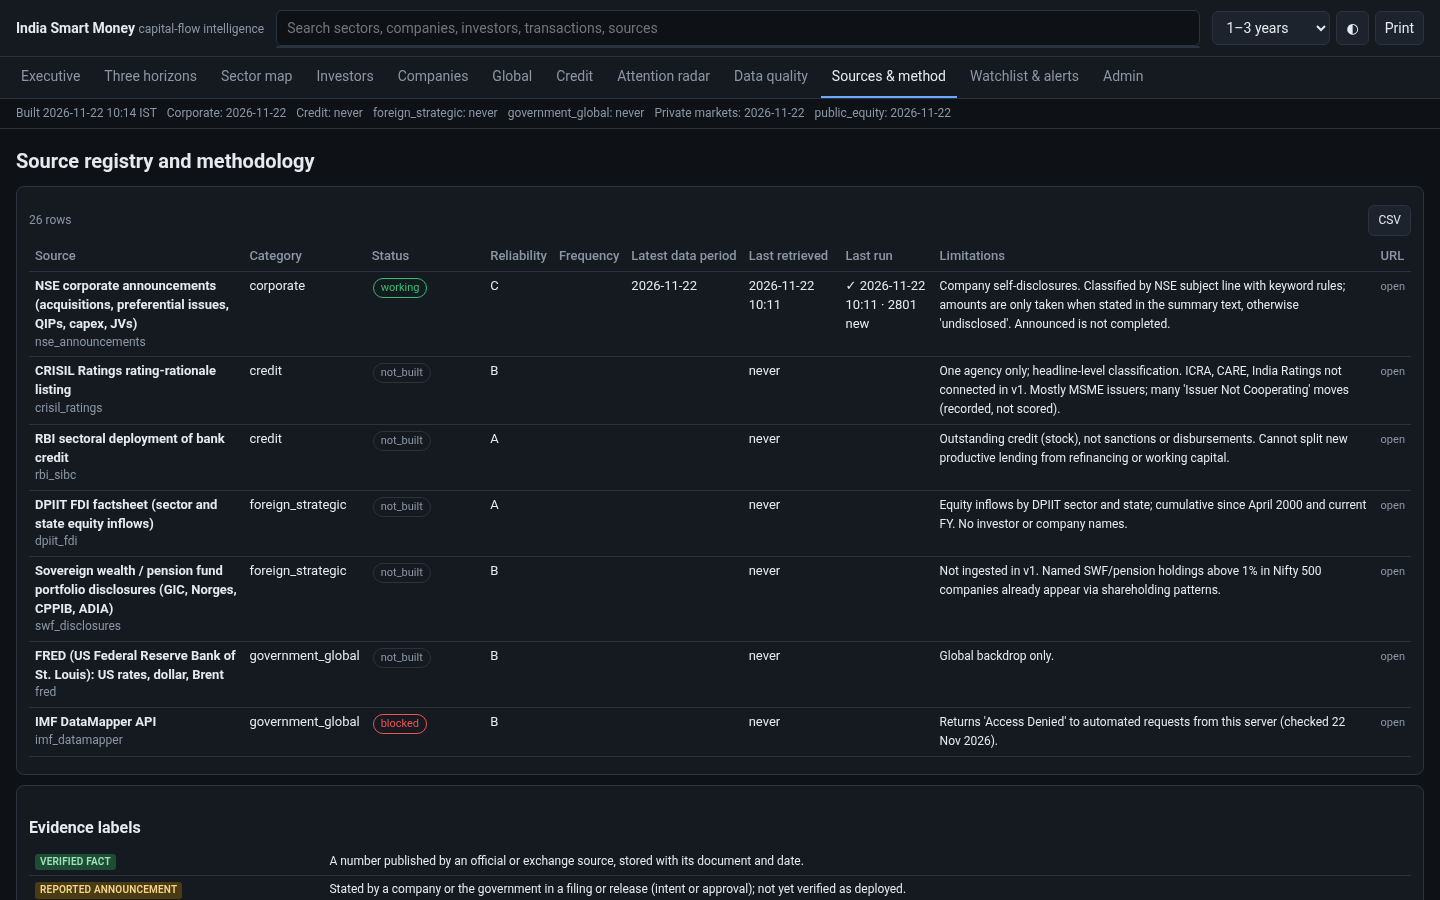 India Smart Money capital-flow intelligence
Search sectors, companies, investors, transactions, sources
1–3 years
Print
Executive Three horizons Sector map Investors Companies Global Credit Attention radar Data quality Sources & method Watchlist & alerts Admin
Built 2026-11-22 10:14 IST Corporate: 2026-11-22 Credit: never foreign_strategic: never government_global: never Private markets: 2026-11-22 public_equity: 2026-11-22
Source registry and methodology
26 rows
CSV
Source Category Status Reliability Frequency Latest data period Last retrieved Last run Limitations URL
NSE corporate announcements corporate working C 2026-11-22 2026-11-22 ✓ 2026-11-22 Company self-disclosures. Classified by NSE subject line with keyword rules; open
(acquisitions, preferential issues, 10:11 10:11 · 2801 amounts are only taken when stated in the summary text, otherwise
QIPs, capex, JVs) new 'undisclosed'. Announced is not completed.
nse_announcements
CRISIL Ratings rating-rationale credit not_built B never One agency only; headline-level classification. ICRA, CARE, India Ratings not open
listing connected in v1. Mostly MSME issuers; many 'Issuer Not Cooperating' moves
crisil_ratings (recorded, not scored).
RBI sectoral deployment of bank credit not_built A never Outstanding credit (stock), not sanctions or disbursements. Cannot split new open
credit productive lending from refinancing or working capital.
rbi_sibc
DPIIT FDI factsheet (sector and foreign_strategic not_built A never Equity inflows by DPIIT sector and state; cumulative since April 2000 and current open
state equity inflows) FY. No investor or company names.
dpiit_fdi
Sovereign wealth / pension fund foreign_strategic not_built B never Not ingested in v1. Named SWF/pension holdings above 1% in Nifty 500 open
portfolio disclosures (GIC, Norges, companies already appear via shareholding patterns.
CPPIB, ADIA)
swf_disclosures
FRED (US Federal Reserve Bank of government_global not_built B never Global backdrop only. open
St. Louis): US rates, dollar, Brent
fred
IMF DataMapper API government_global blocked B never Returns 'Access Denied' to automated requests from this server (checked 22 open
imf_datamapper Nov 2026).
Evidence labels
VERIFIED FACT A number published by an official or exchange source, stored with its document and date.
REPORTED ANNOUNCEMENT Stated by a company or the government in a filing or release (intent or approval); not yet verified as deployed.